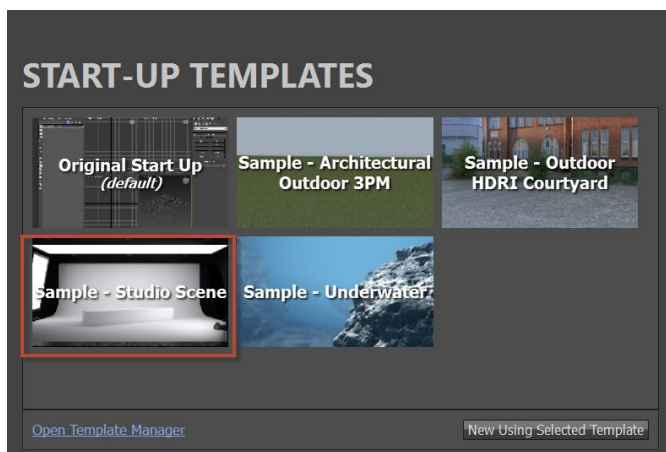 START-UP TEMPLATES
Original Start Up
(default)
Sample - Architectural
Outdoor 3PM
Sample - Outdoor
HDRI Courtyard
Sample - Studio Scene
Sample - Underwater
Open Template Manager
New Using Selected Template